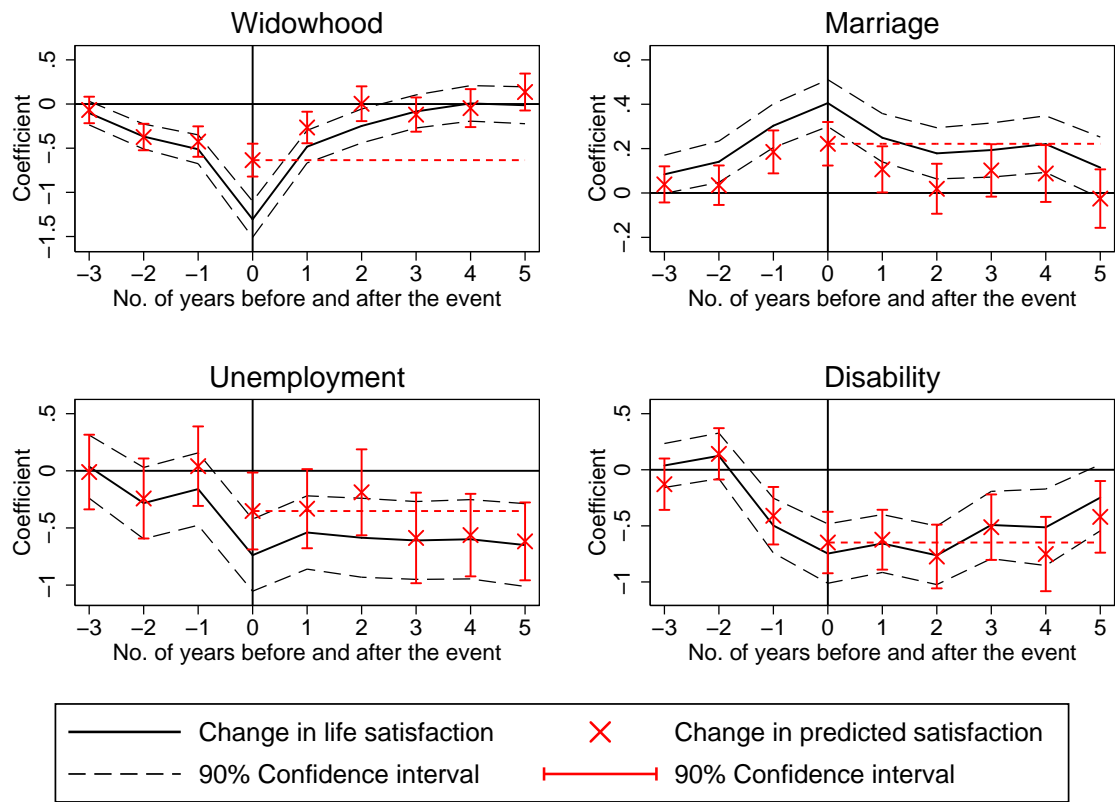 Widowhood
Coefficient
.5
0
−.5
−1
−1.5
−3 −2 −1 0 1 2 3 4 5
No. of years before and after the event
Marriage
Coefficient
.6
.4
.2
0
−.2
−3 −2 −1 0 1 2 3 4 5
No. of years before and after the event
Unemployment
Coefficient
.5
0
−.5
−1
−3 −2 −1 0 1 2 3 4 5
No. of years before and after the event
Disability
Coefficient
.5
0
−.5
−1
−3 −2 −1 0 1 2 3 4 5
No. of years before and after the event
Change in life satisfaction
Change in predicted satisfaction
90% Confidence interval
90% Confidence interval